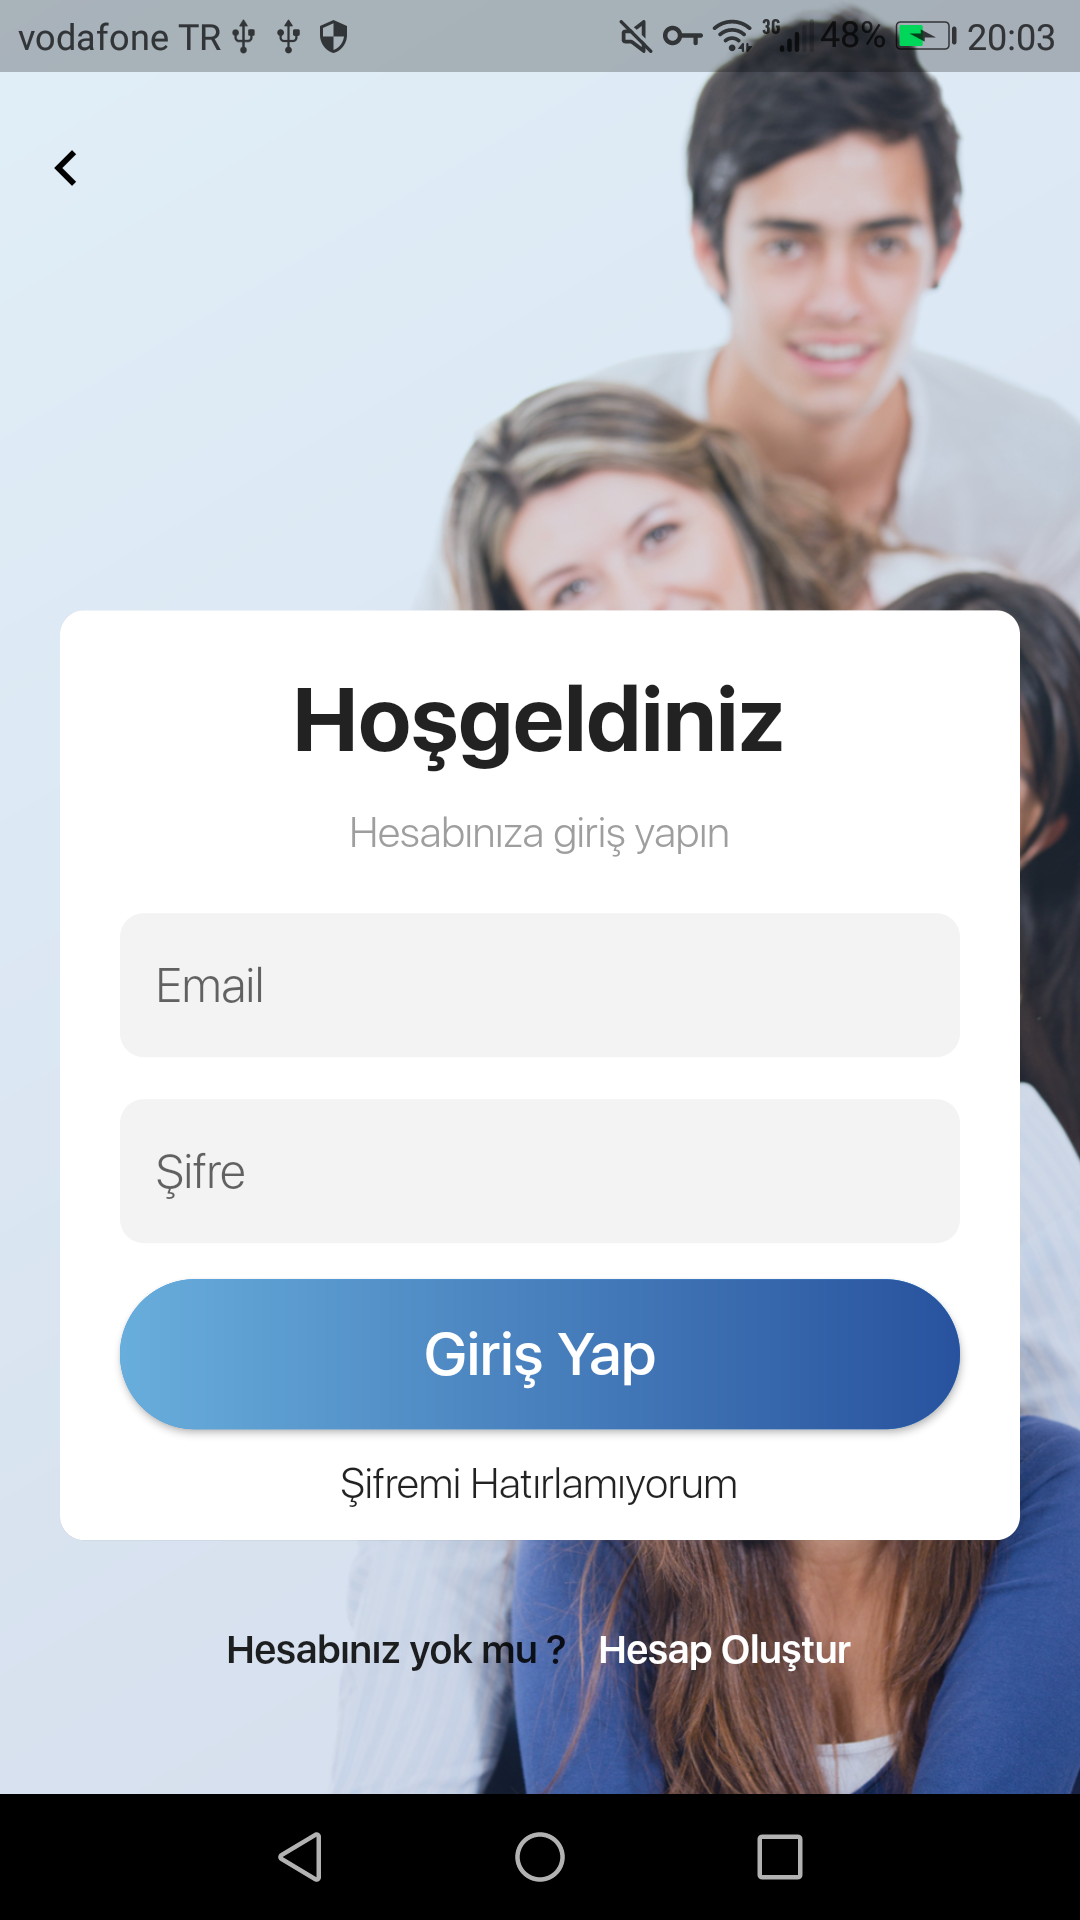 vodafone TR 3G 48% 20:03
Hoşgeldiniz
Hesabınıza giriş yapın
Email
Şifre
Giriş Yap
Şifremi Hatırlamıyorum
Hesabınız yok mu ? Hesap Oluştur